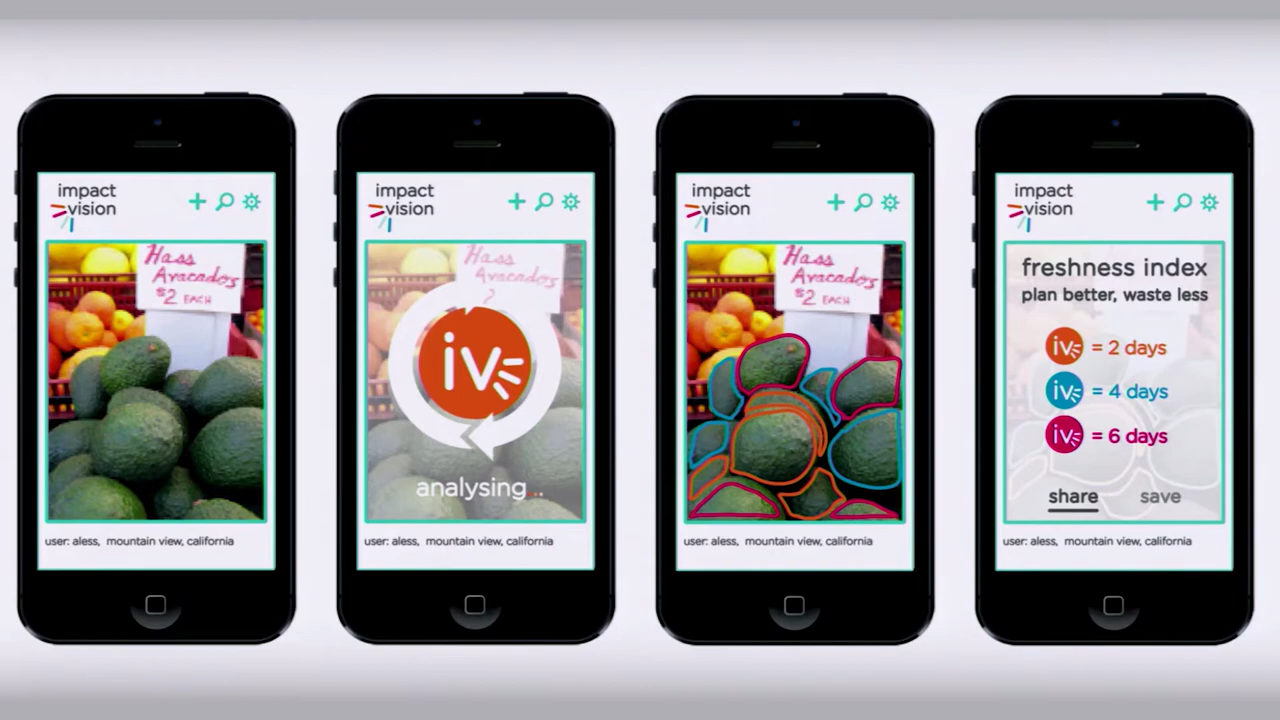 impact
vision
Hass
Avacados
$2 EACH
user: aless, mountain view, california
impact
vision
Hass
Avacados
iv
analysing...
user: aless, mountain view, california
impact
vision
Hass
Avacados
$2 EACH
user: aless, mountain view, california
impact
vision
freshness index
plan better, waste less
iv = 2 days
iv = 4 days
iv = 6 days
share save
user: aless, mountain view, california